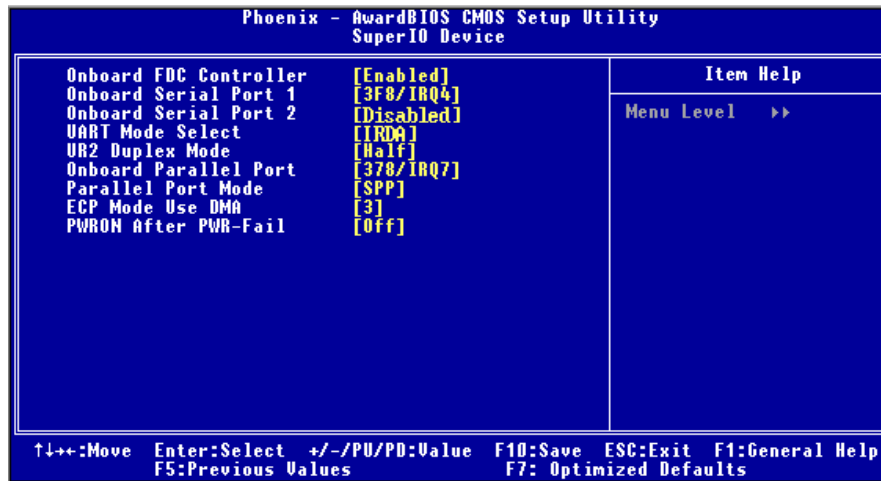 Phoenix - AwardBIOS CMOS Setup Utility
SuperIO Device
Onboard FDC Controller [Enabled]
Onboard Serial Port 1 [3F8/IRQ4]
Onboard Serial Port 2 [Disabled]
UART Mode Select [IRDA]
UR2 Duplex Mode [Half]
Onboard Parallel Port [378/IRQ7]
Parallel Port Mode [SPP]
ECP Mode Use DMA [3]
PWRON After PWR-Fail [Off]
Item Help
Menu Level ▸▸
↑↓→←:Move Enter:Select +/-/PU/PD:Value F10:Save ESC:Exit F1:General Help
F5:Previous Values F7: Optimized Defaults